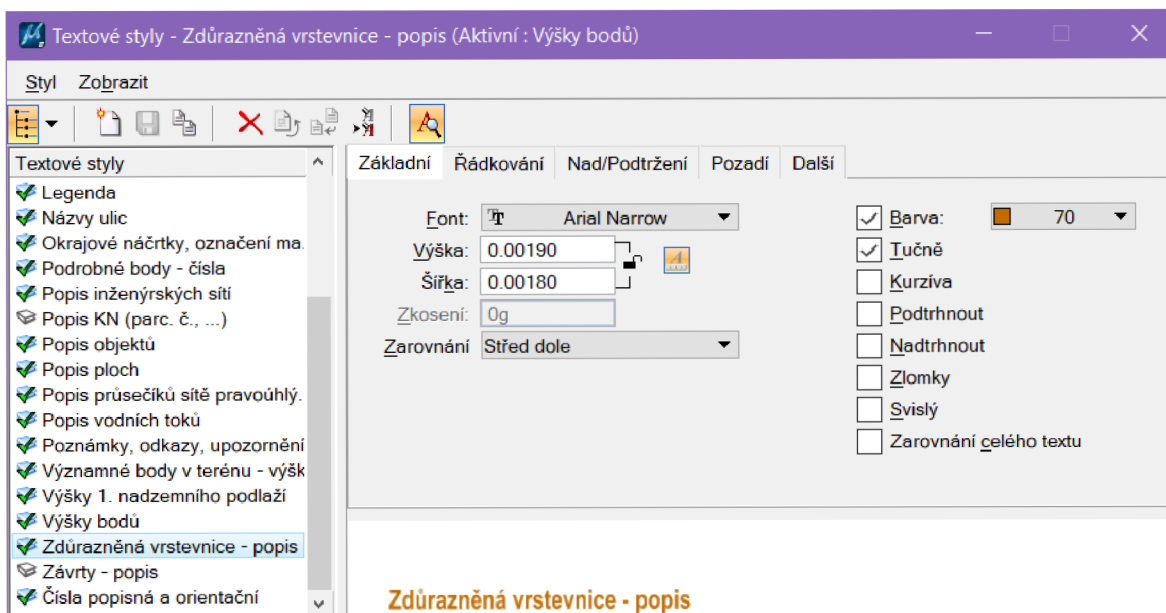 Textové styly - Zdůrazněná vrstevnice - popis (Aktivní : Výšky bodů)
Styl Zobrazit
Textové styly
Legenda
Názvy ulic
Okrajové náčrtky, označení ma.
Podrobné body - čísla
Popis inženýrských sítí
Popis KN (parc. č., ...)
Popis objektů
Popis ploch
Popis průsečíků sítě pravoúhlý.
Popis vodních toků
Poznámky, odkazy, upozornění
Významné body v terénu - výšk
Výšky 1. nadzemního podlaží
Výšky bodů
Zdůrazněná vrstevnice - popis
Závrty - popis
Čísla popisná a orientační
Základní Řádkování Nad/Podtržení Pozadí Další
Font: Arial Narrow
Výška: 0.00190
Šířka: 0.00180
Zkosení: 0g
Zarovnání Střed dole
Barva: 70
Tučně
Kurzíva
Podtrhnout
Nadtrhnout
Zlomky
Svislý
Zarovnání celého textu
Zdůrazněná vrstevnice - popis